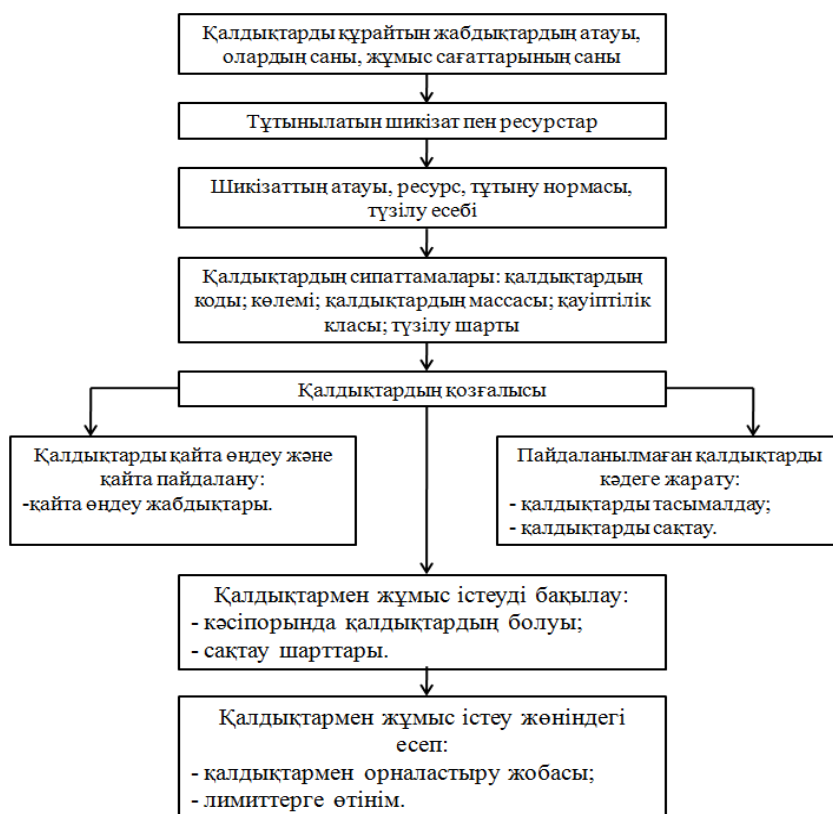 Қалдықтарды құрайтын жабдықтардың атауы,
олардың саны, жұмыс сағаттарының саны
Тұтынылатын шикізат пен ресурстар
Шикізаттың атауы, ресурс, тұтыну нормасы,
түзілу есебі
Қалдықтардың сипаттамалары: қалдықтардың
коды; көлемі; қалдықтардың массасы; қауіптілік
класы; түзілу шарты
Қалдықтардың қозғалысы
Қалдықтарды қайта өңдеу және
қайта пайдалану:
-қайта өңдеу жабдықтары.
Пайдаланылмаған қалдықтарды
кәдеге жарату:
- қалдықтарды тасымалдау;
- қалдықтарды сақтау.
Қалдықтармен жұмыс істеуді бақылау:
- кәсіпорында қалдықтардың болуы;
- сақтау шарттары.
Қалдықтармен жұмыс істеу жөніндегі
есеп:
- қалдықтармен орналастыру жобасы;
- лимиттерге өтінім.